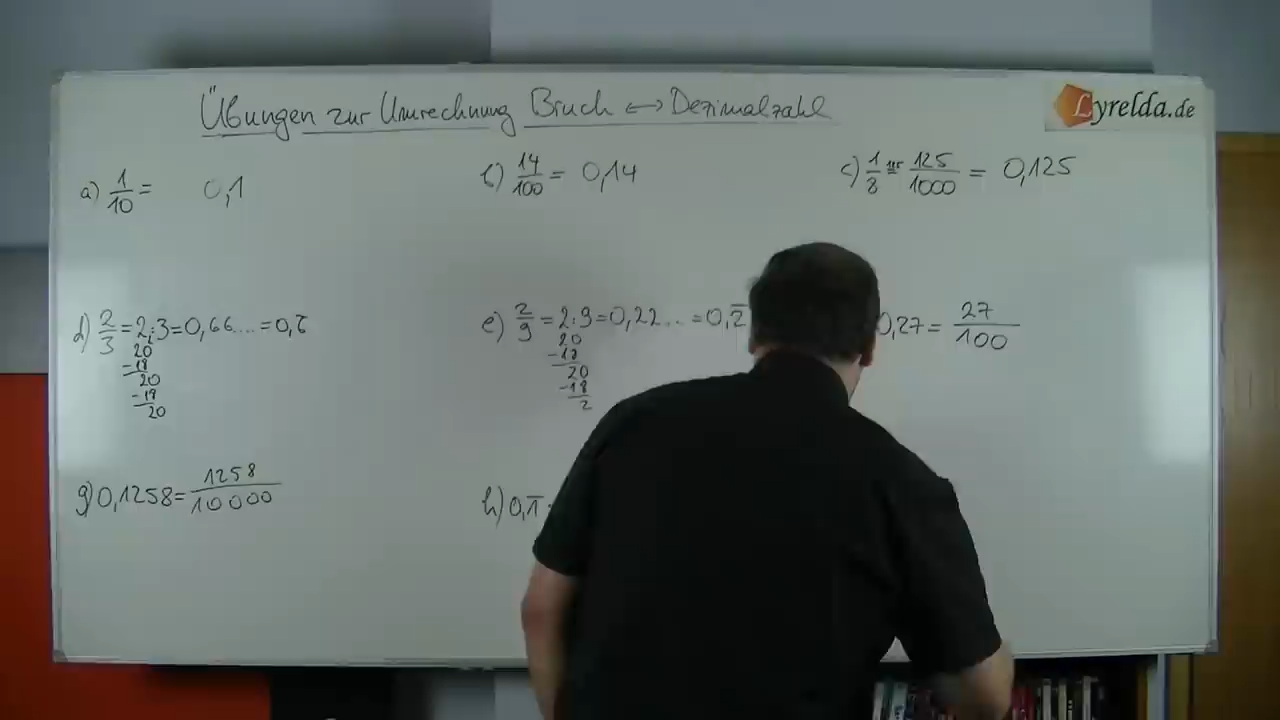 Übungen zur Umrechnung Bruch ↔ Dezimalzahl
Lyrelda.de
a) 1/10 = 0,1
b) 14/100 = 0,14
c) 1/8 = 125/1000 = 0,125
d) 2/3 = 2:3 = 0,66.... = 0,6̅
20
-18
20
-19
20
e) 2/9 = 2:9 = 0,22... = 0,2̅
20
-18
20
-18
2
0,27 = 27/100
g) 0,1258 = 1258/10000
h) 0,1̅